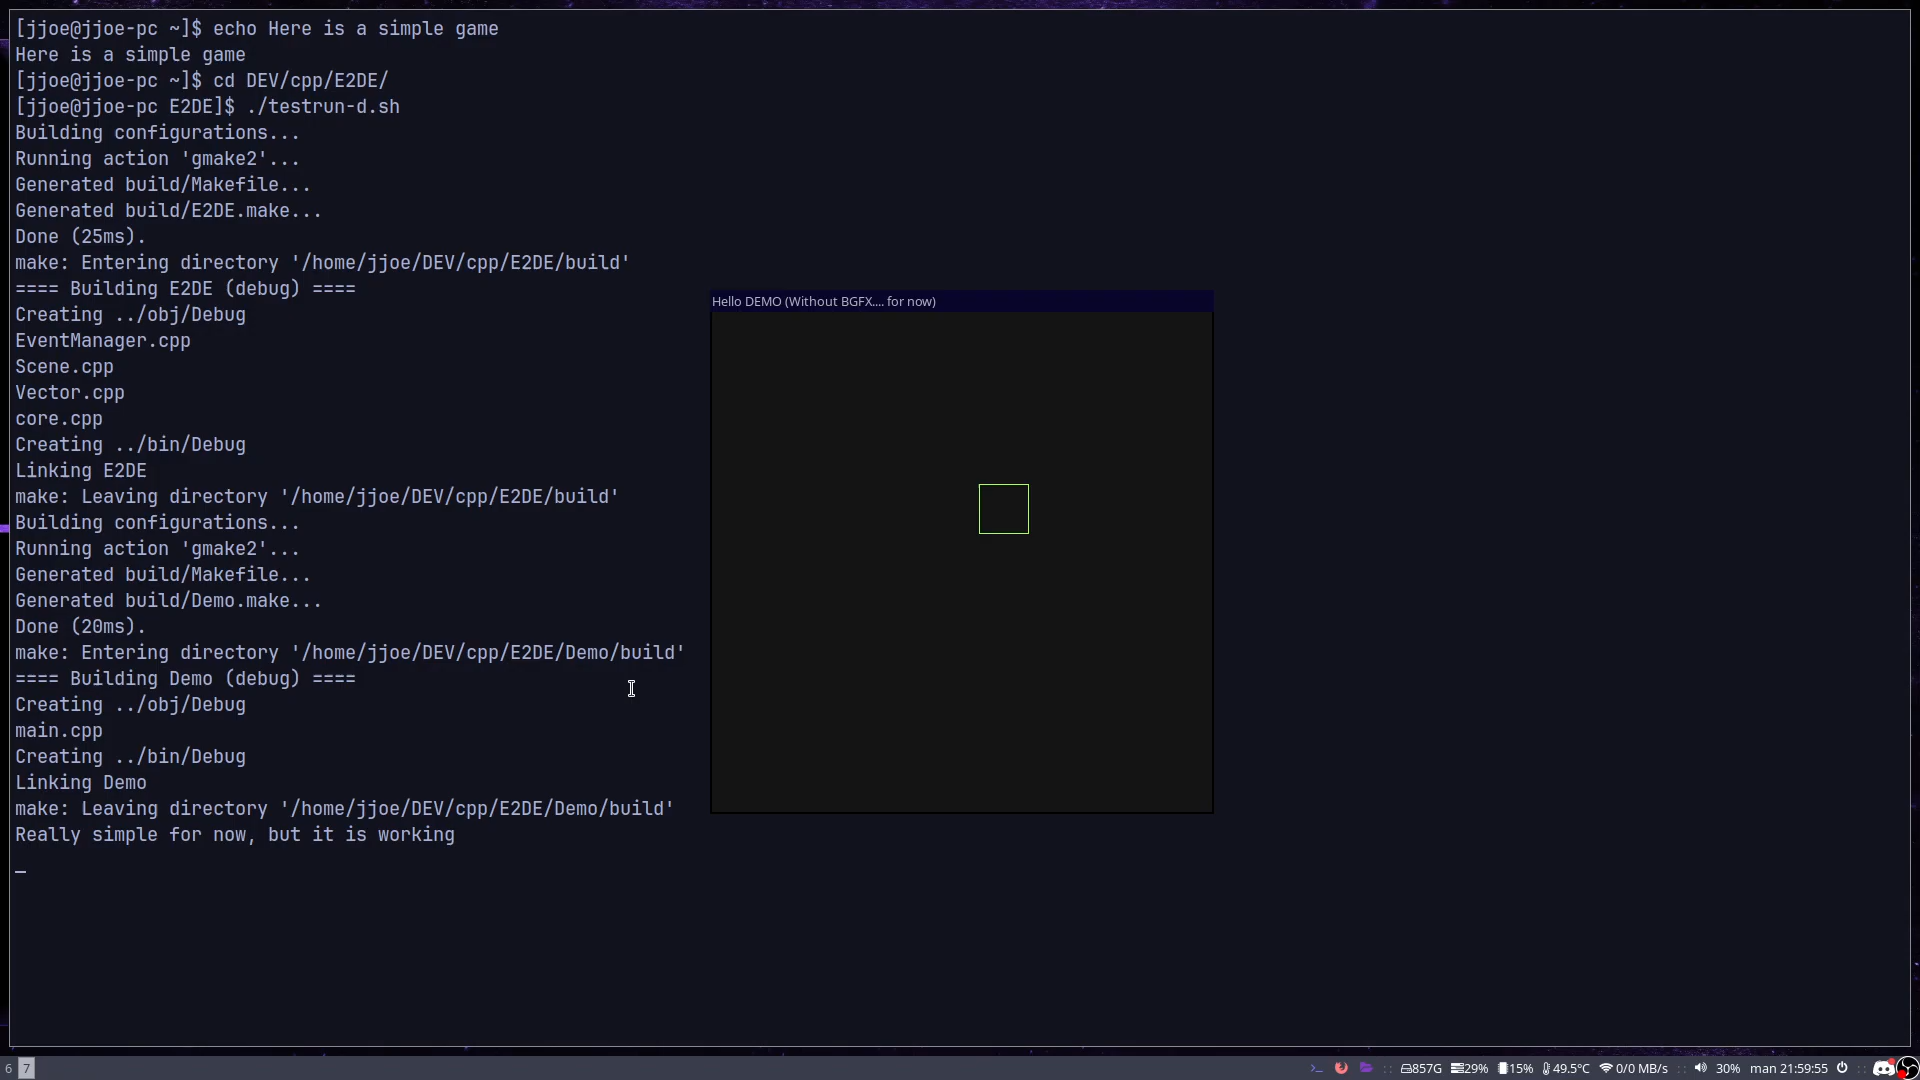 [jjoe@jjoe-pc ~]$ echo Here is a simple game
Here is a simple game
[jjoe@jjoe-pc ~]$ cd DEV/cpp/E2DE/
[jjoe@jjoe-pc E2DE]$ ./testrun-d.sh
Building configurations...
Running action 'gmake2'...
Generated build/Makefile...
Generated build/E2DE.make...
Done (25ms).
make: Entering directory '/home/jjoe/DEV/cpp/E2DE/build'
==== Building E2DE (debug) ====
Creating ../obj/Debug
EventManager.cpp
Scene.cpp
Vector.cpp
core.cpp
Creating ../bin/Debug
Linking E2DE
make: Leaving directory '/home/jjoe/DEV/cpp/E2DE/build'
Building configurations...
Running action 'gmake2'...
Generated build/Makefile...
Generated build/Demo.make...
Done (20ms).
make: Entering directory '/home/jjoe/DEV/cpp/E2DE/Demo/build'
==== Building Demo (debug) ====
Creating ../obj/Debug
main.cpp
Creating ../bin/Debug
Linking Demo
make: Leaving directory '/home/jjoe/DEV/cpp/E2DE/Demo/build'
Really simple for now, but it is working
Hello DEMO (Without BGFX.... for now)
6 7 857G 29% 15% 49.5°C 0/0 MB/s 30% man 21:59:55